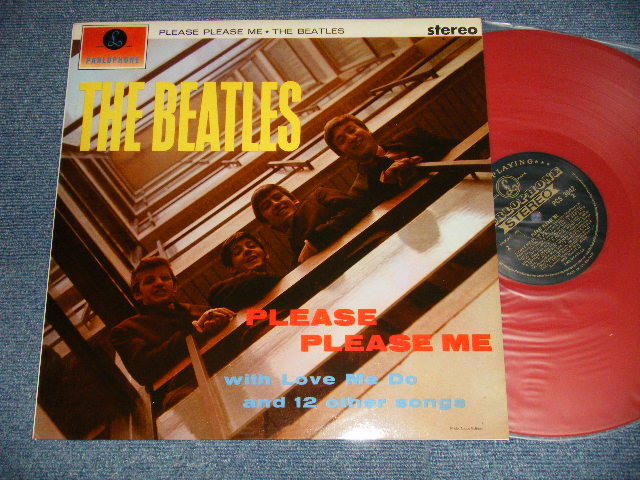 PLEASE PLEASE ME • THE BEATLES
stereo
PARLOPHONE
THE BEATLES
PLEASE
PLEASE ME
with Love Me Do
and 12 other songs
PARLOPHONE
STEREO